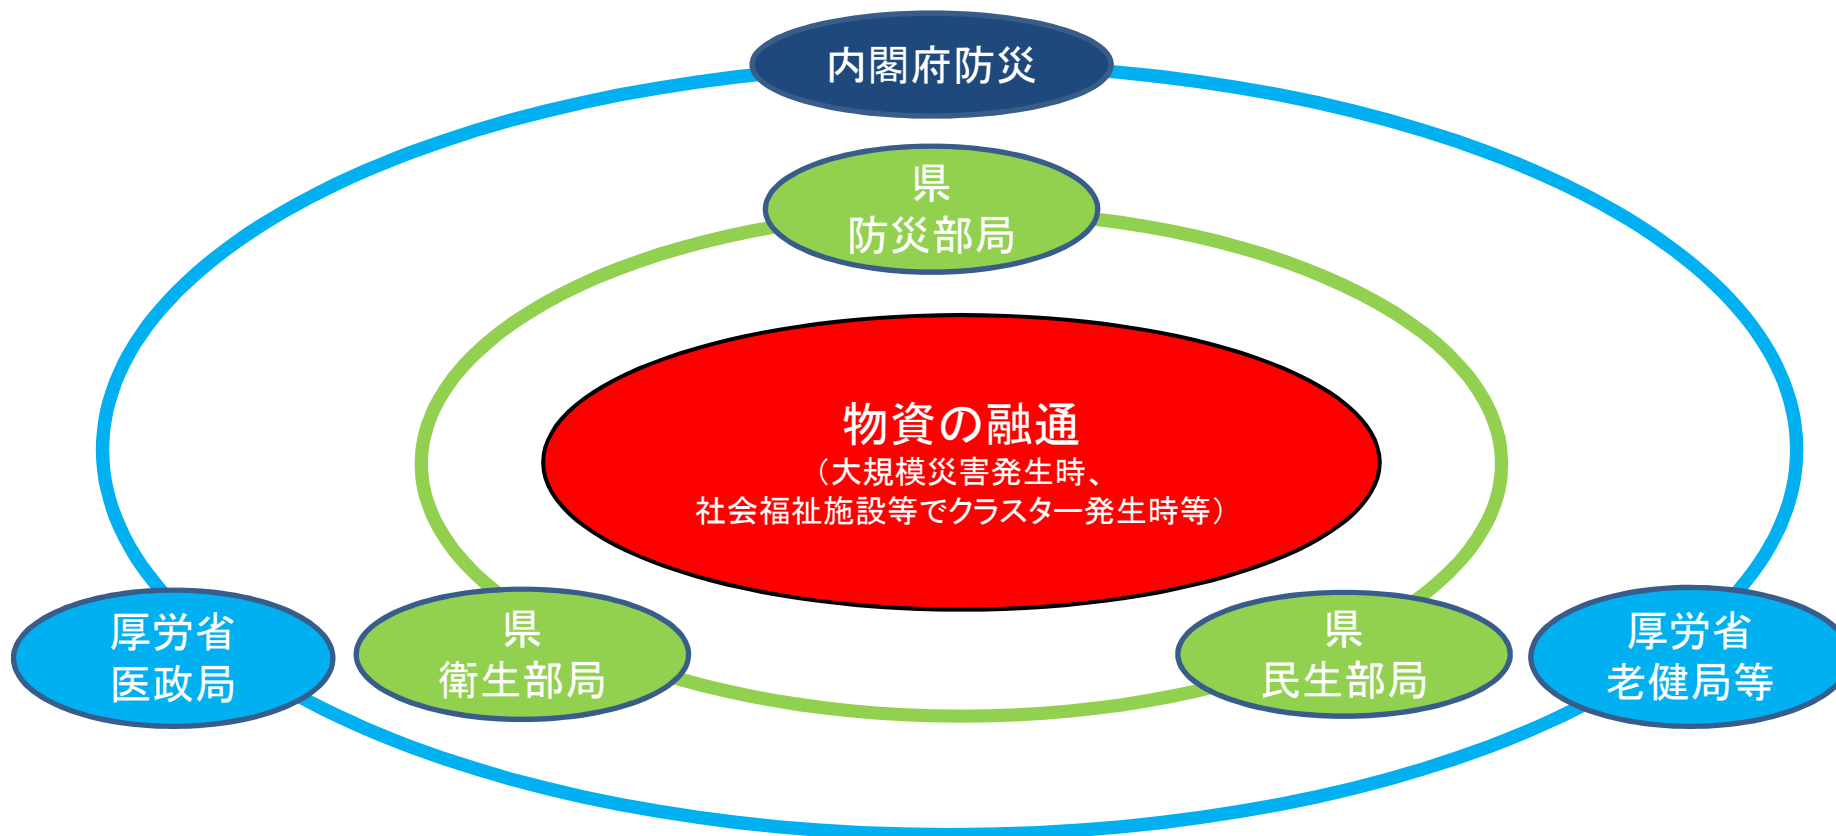 内閣府防災
県
防災部局
物資の融通
（大規模災害発生時、
社会福祉施設等でクラスター発生時等）
厚労省
医政局
県
衛生部局
県
民生部局
厚労省
老健局等